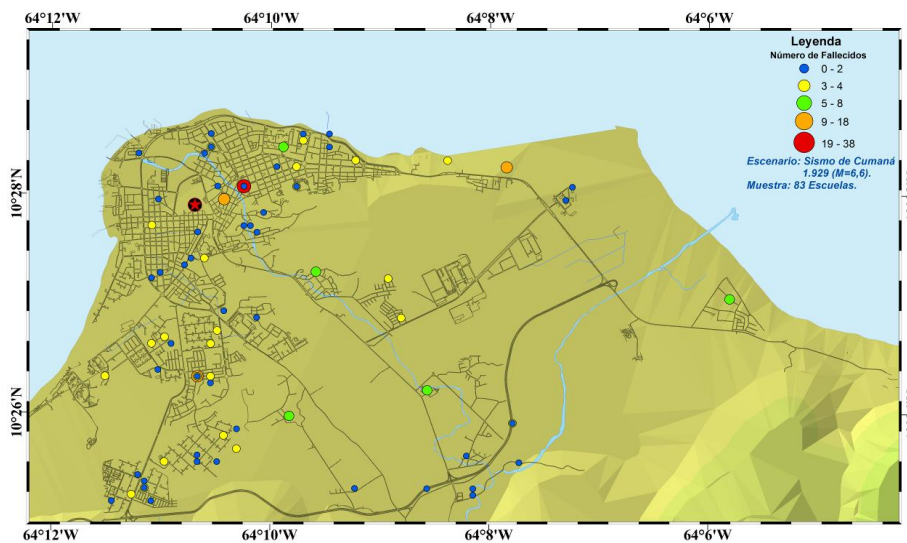 64°12'W 64°10'W 64°8'W 64°6'W
Leyenda
Número de Fallecidos
0 - 2
3 - 4
5 - 8
9 - 18
19 - 38
Escenario: Sismo de Cumaná
1.929 (M=6,6).
Muestra: 83 Escuelas.
10°28'N
10°26'N
64°12'W 64°10'W 64°8'W 64°6'W